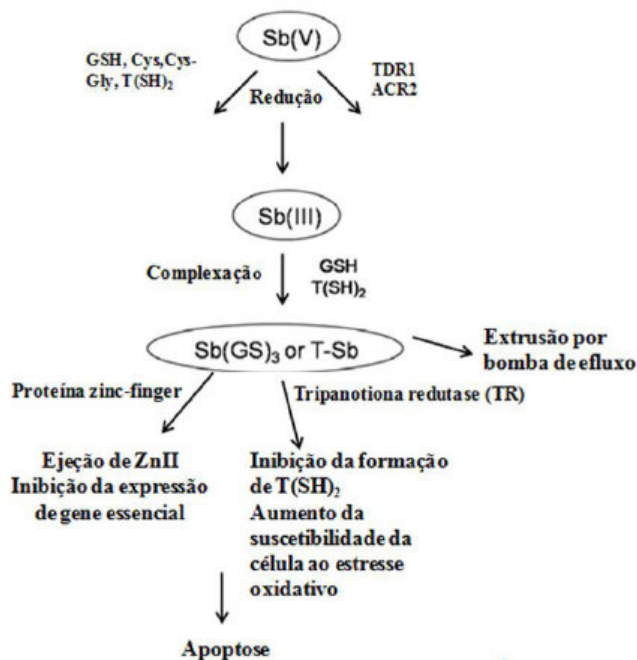 Sb(V)
GSH, Cys,Cys-
Gly, T(SH)₂
TDR1
ACR2
Redução
Sb(III)
Complexação
GSH
T(SH)₂
Sb(GS)₃ or T-Sb
Extrusão por
bomba de efluxo
Proteína zinc-finger
Tripanotiona redutase (TR)
Ejeção de ZnII
Inibição da expressão
de gene essencial
Inibição da formação
de T(SH)₂
Aumento da
suscetibilidade da
célula ao estresse
oxidativo
Apoptose